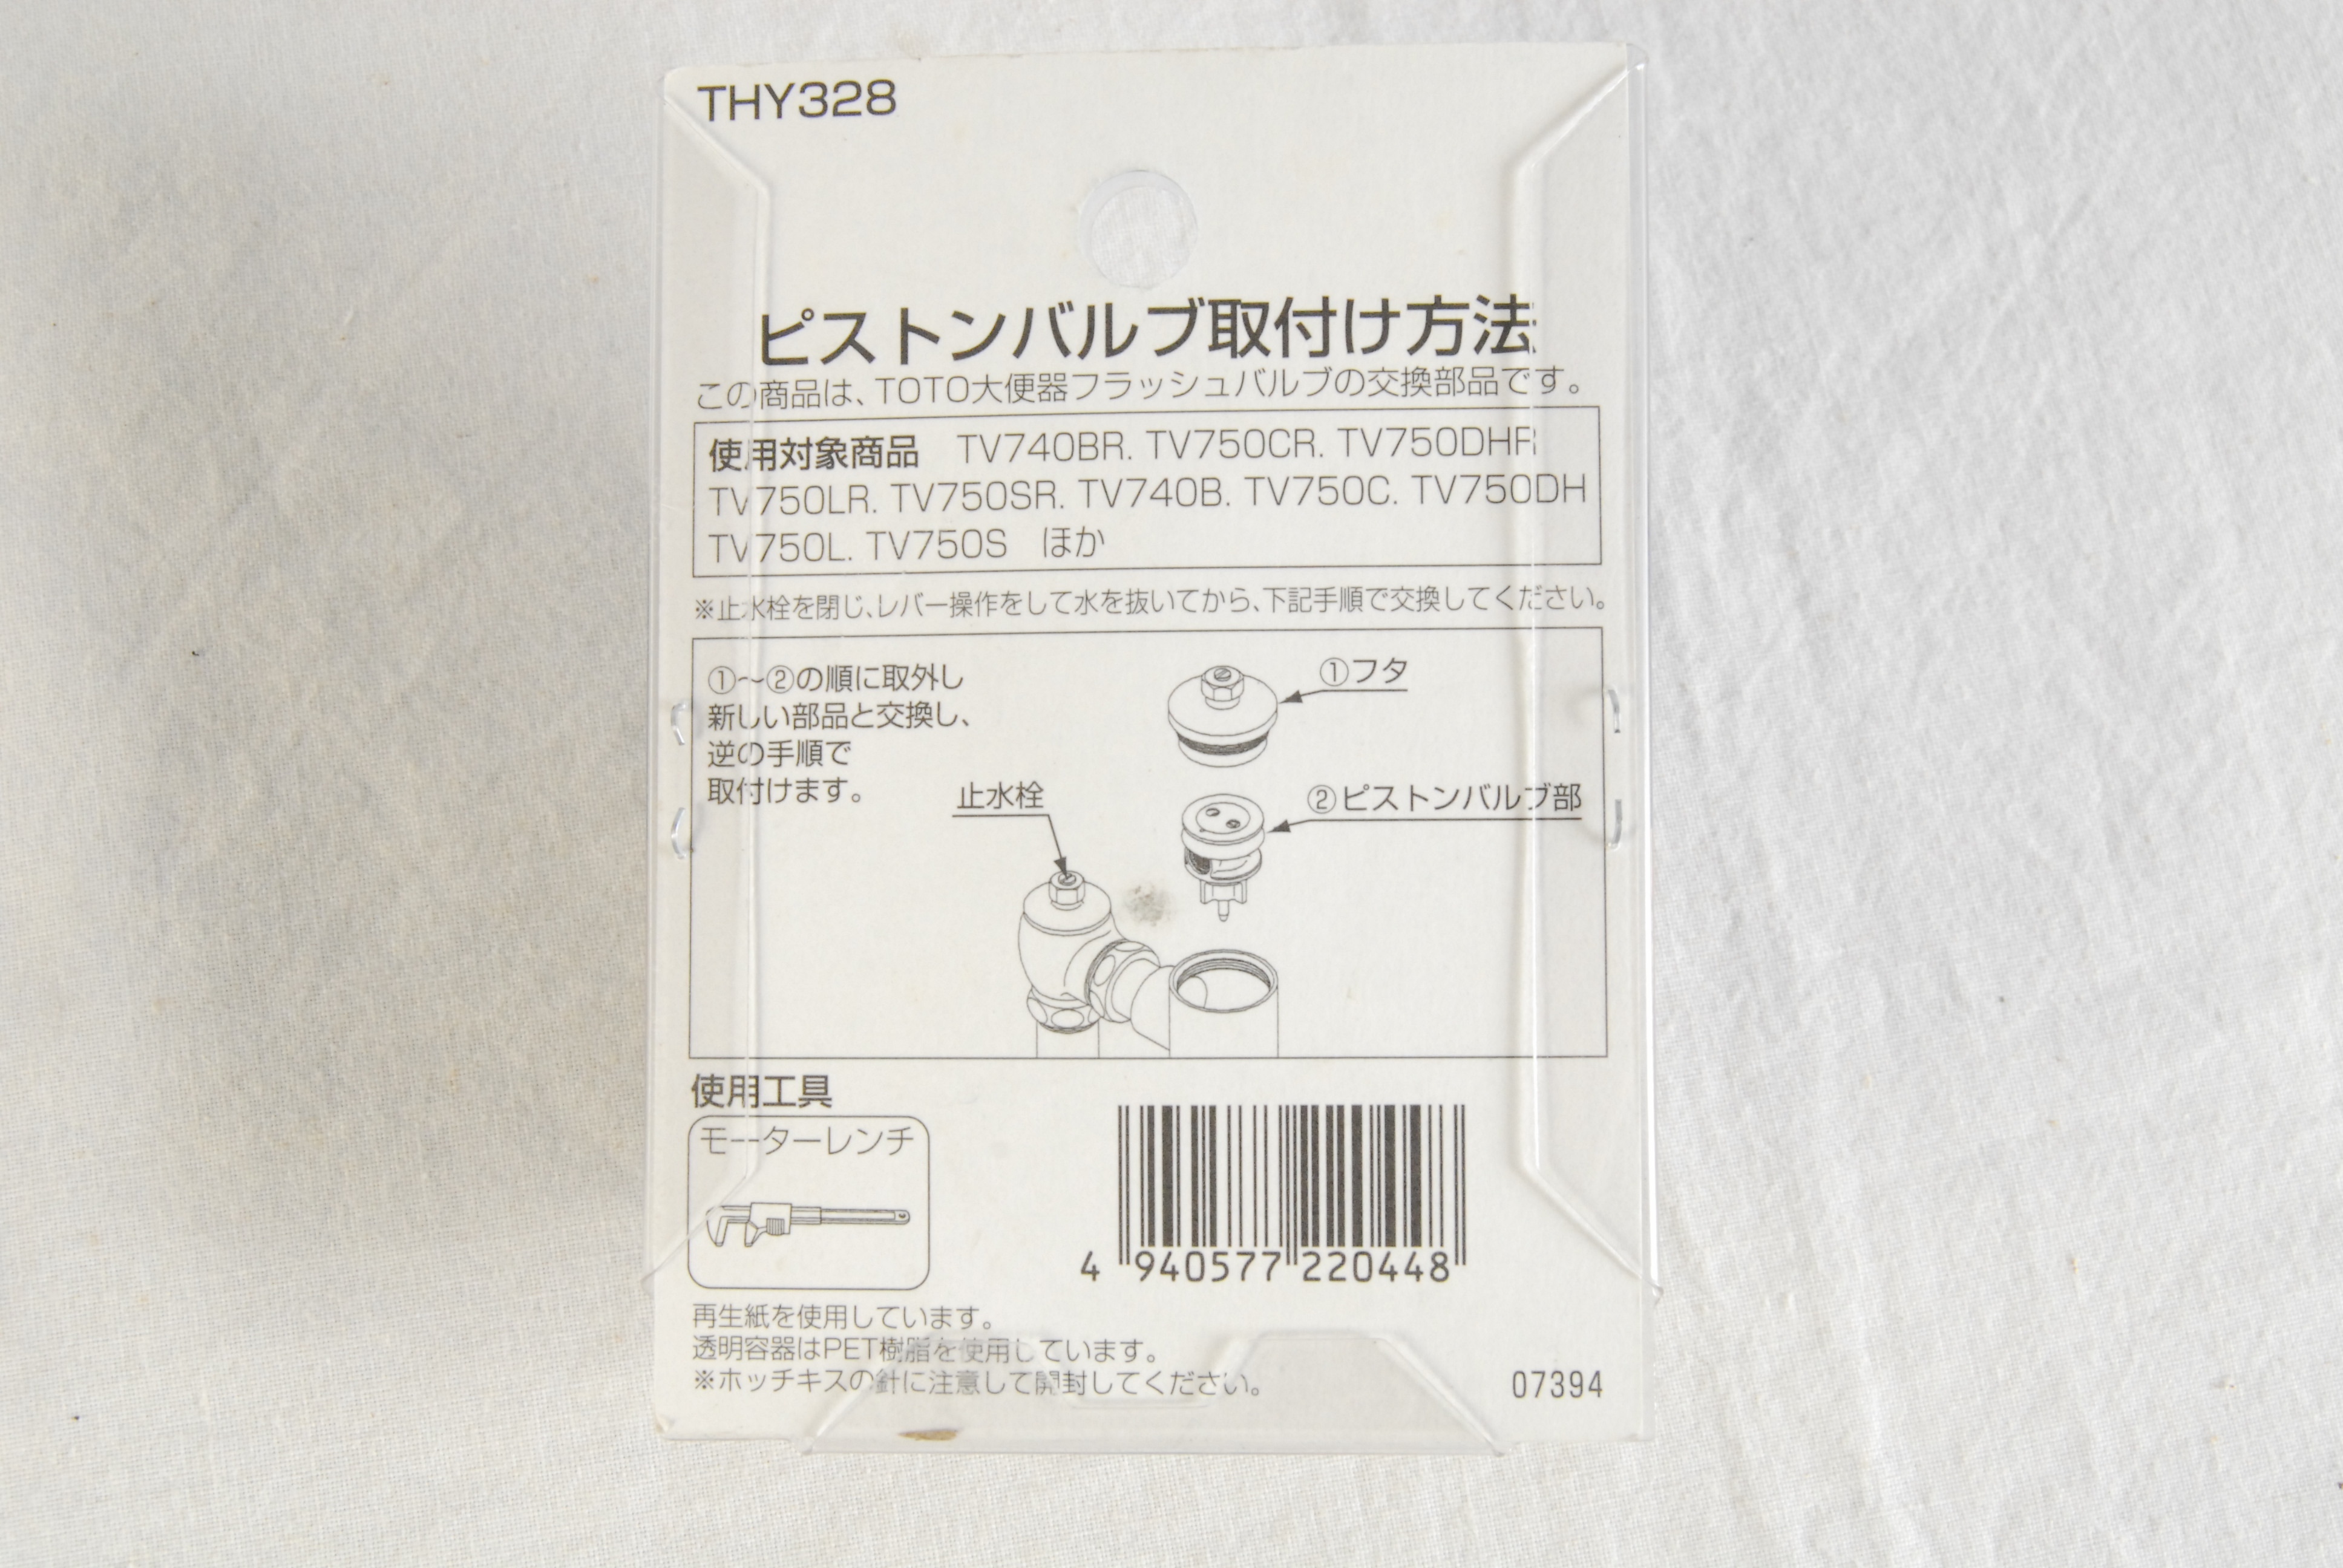 THY328
ピストンバルブ取付け方法
この商品は、TOTO大便器フラッシュバルブの交換部品です。
使用対象商品　TV740BR. TV750CR. TV750DHR
TV750LR. TV750SR. TV740B. TV750C. TV750DH
TV750L. TV750S　ほか
※止水栓を閉じ、レバー操作をして水を抜いてから、下記手順で交換してください。
①～②の順に取外し
新しい部品と交換し、
逆の手順で
取付けます。
①フタ
止水栓
②ピストンバルブ部
使用工具
モーターレンチ
4 940577 220448
再生紙を使用しています。
透明容器はPET樹脂を使用しています。
※ホッチキスの針に注意して開封してください。
07394